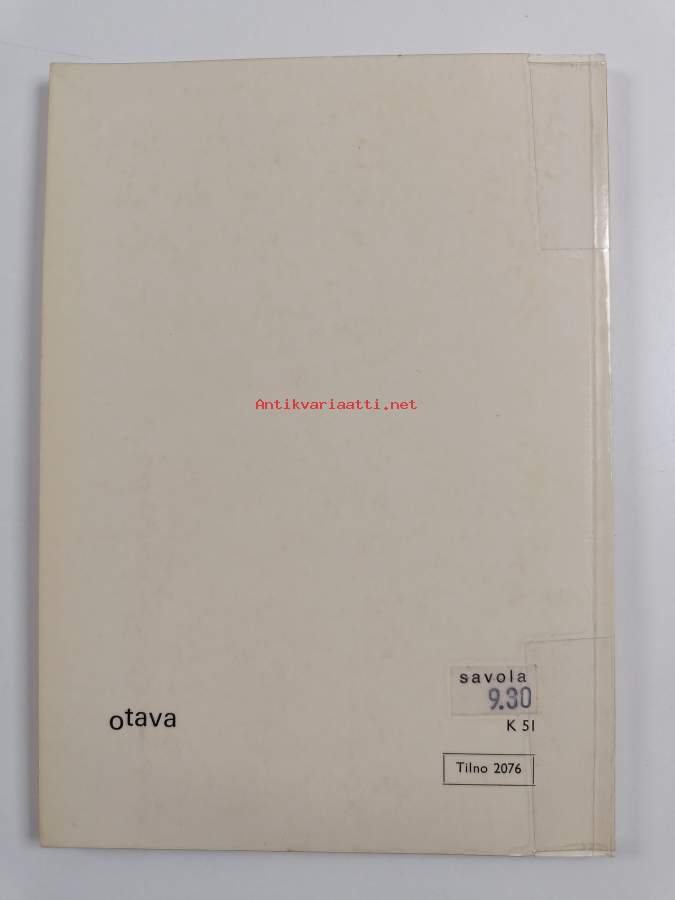 Antikvariaatti.net
savola
9.30
otava
K 51
Tilno 2076